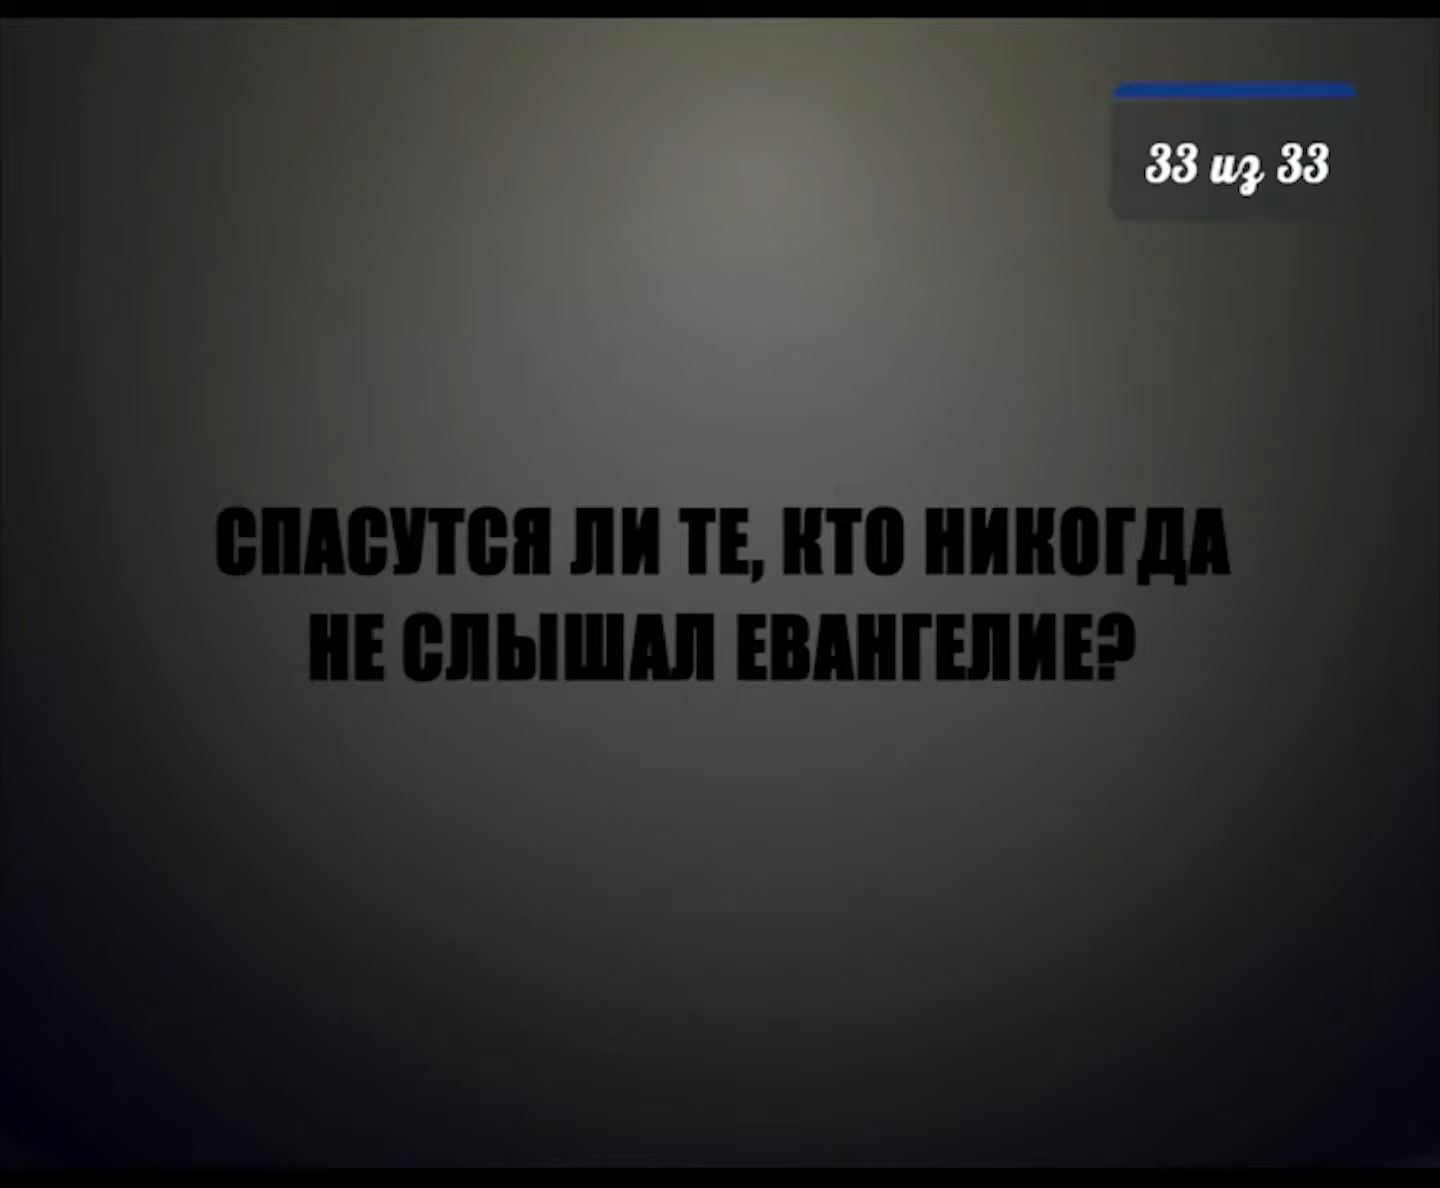 33 из 33
СПАСУТСЯ ЛИ ТЕ, КТО НИКОГДА
НЕ СЛЫШАЛ ЕВАНГЕЛИЕ?